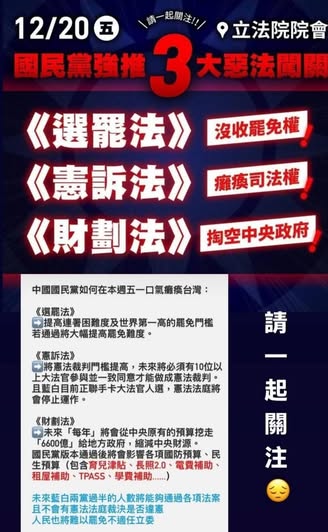 請一起關注!!
12/20 五
立法院院會
國民黨強推3大惡法闖關
《選罷法》 沒收罷免權!
《憲訴法》 癱瘓司法權!
《財劃法》 掏空中央政府!
中國國民黨如何在本週五一口氣癱瘓台灣：
《選罷法》
➡️提高連署困難度及世界第一高的罷免門檻
若通過將大幅提高罷免難度。
《憲訴法》
➡️將憲法裁判門檻提高，未來將必須有10位以
上大法官參與並一致同意才能做成憲法裁判。
且藍白目前正聯手卡大法官人選，憲法法庭將
會停止運作。
《財劃法》
➡️未來「每年」將會從中央原有的預算挖走
「6600億」給地方政府，縮減中央財源。
國民黨版本通過後將會影響各項國防預算、民
生預算（包含育兒津貼、長照2.0、電費補助、
租屋補助、TPASS、學費補助......）
未來藍白兩黨過半的人數將能夠通過各項法案
且不會有憲法法庭裁決是否違憲
人民也將難以罷免不適任立委
請一起關注😔